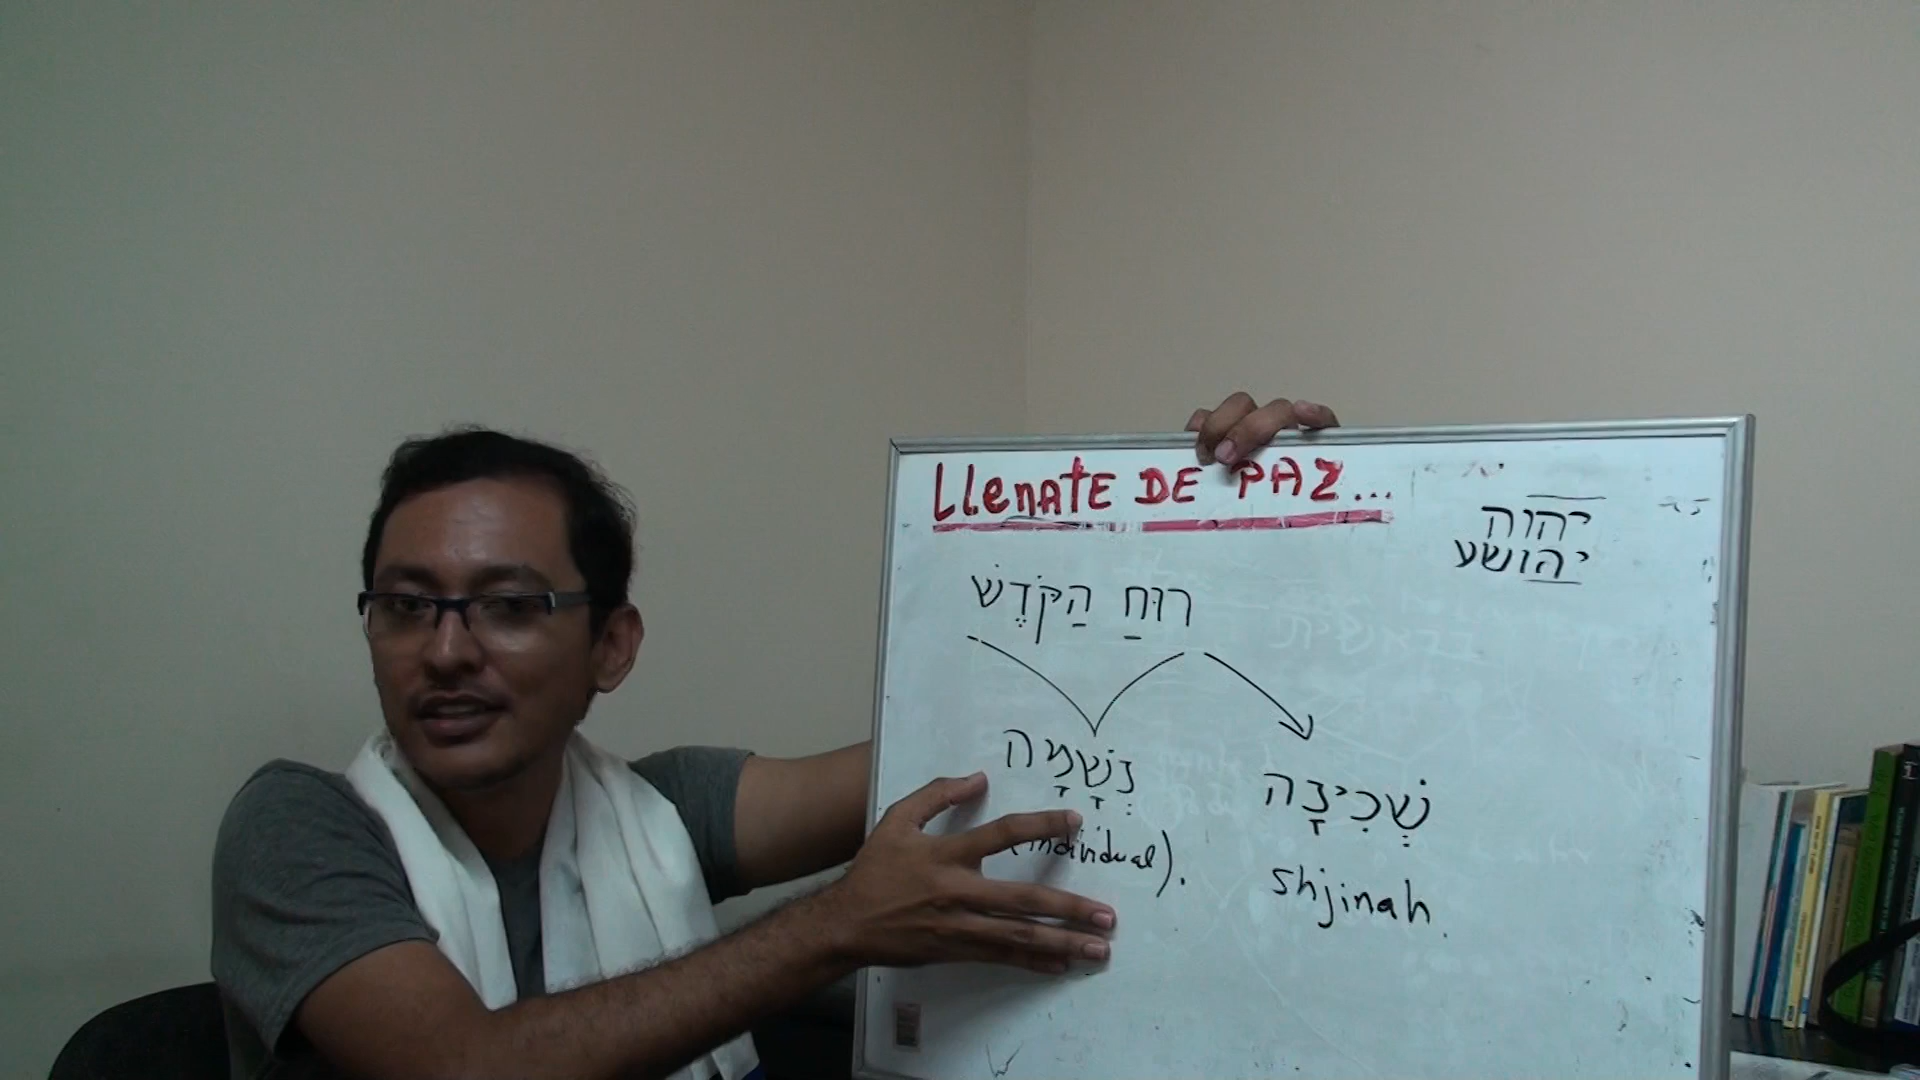 LLENATE DE PAZ...
יהוה
יהושע
רוּחַ הַקֹּדֶשׁ
נְשָׁמָה
שְׁכִינָה
(individual).
shjinah.